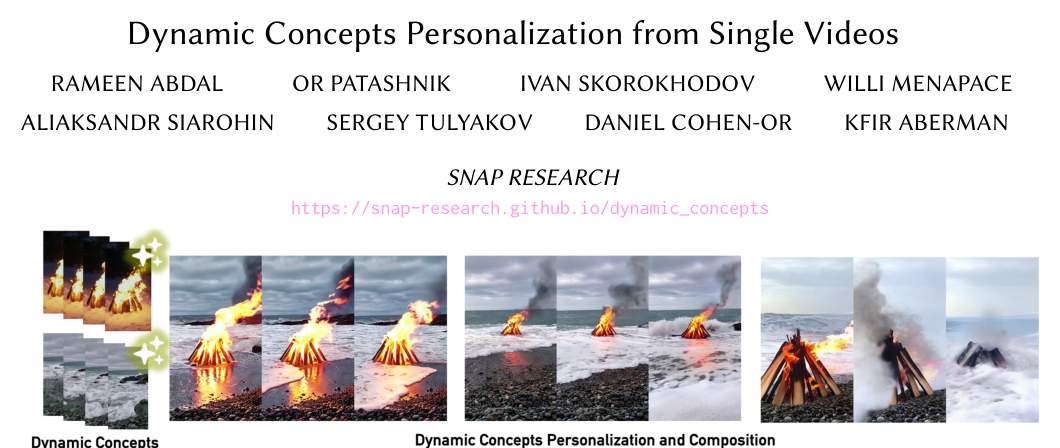 Dynamic Concepts Personalization from Single Videos
RAMEEN ABDAL OR PATASHNIK IVAN SKOROKHODOV WILLI MENAPACE
ALIAKSANDR SIAROHIN SERGEY TULYAKOV DANIEL COHEN-OR KFIR ABERMAN
SNAP RESEARCH
https://snap-research.github.io/dynamic_concepts
Dynamic Concepts
Dynamic Concepts Personalization and Composition